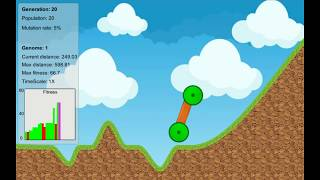 Generation: 20
Population: 20
Mutation rate: 5%
Genome: 1
Current distance: 249.03
Max distance: 598.81
Max fitness: 66.7
TimeScale: 1X
Fitness